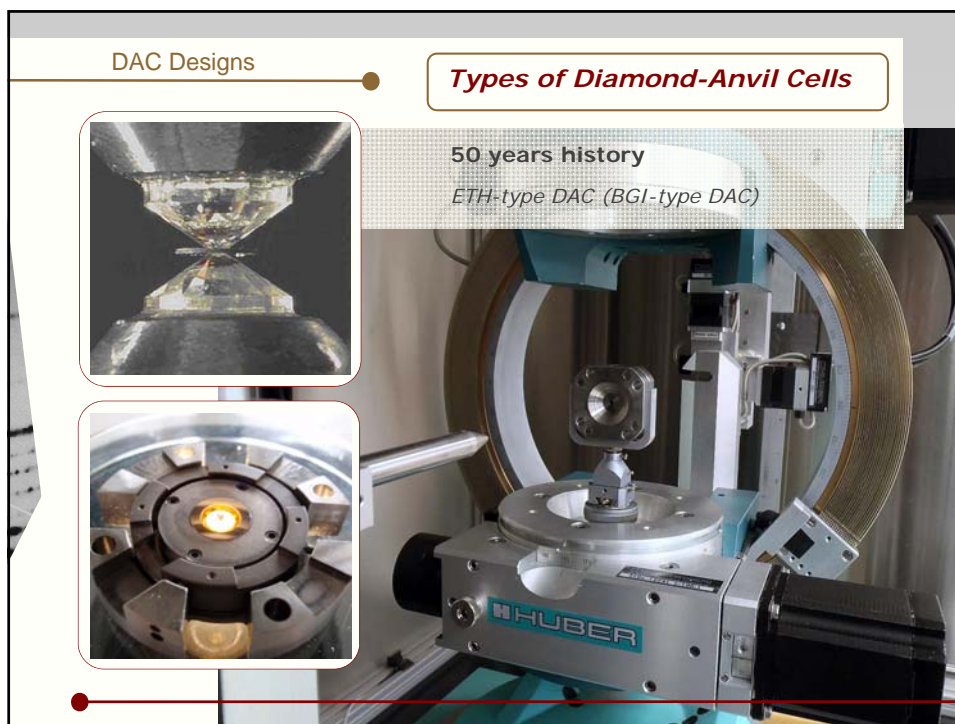 DAC Designs
Types of Diamond-Anvil Cells
50 years history
ETH-type DAC (BGI-type DAC)
HUBER